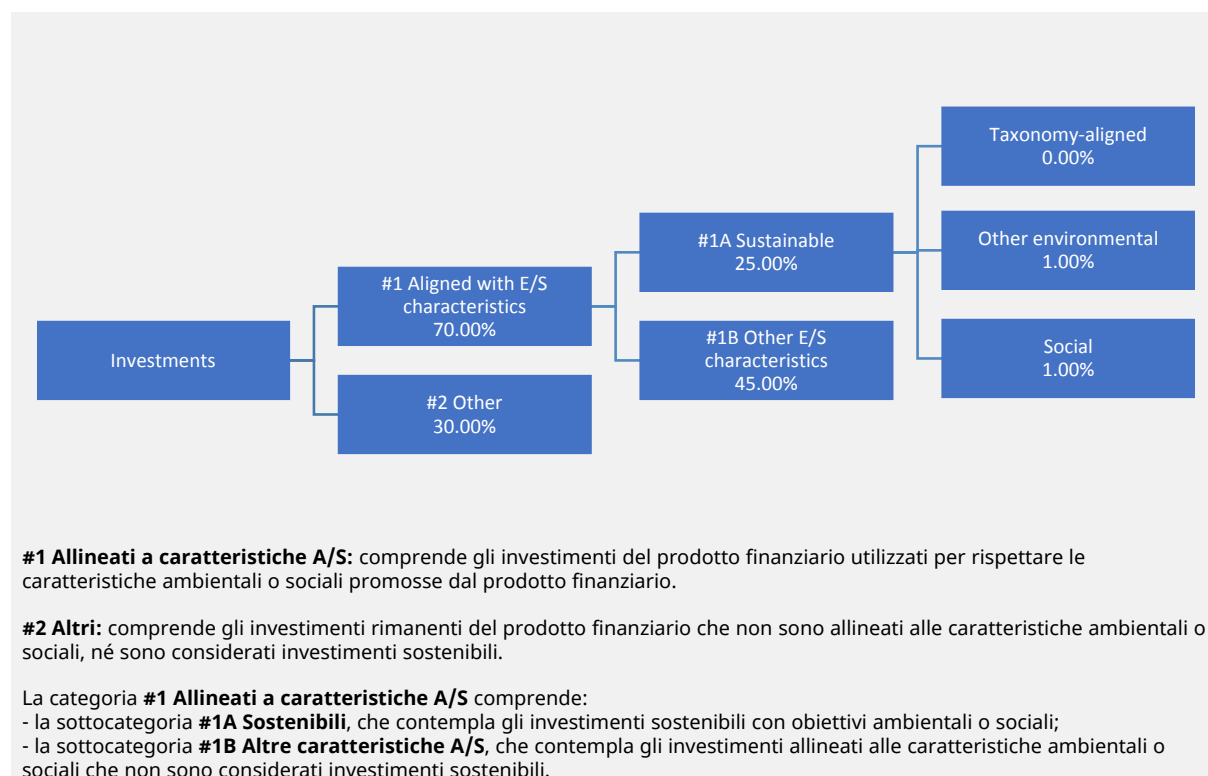 Taxonomy-aligned
0.00%
#1A Sustainable
25.00%
Other environmental
1.00%
#1 Aligned with E/S
characteristics
70.00%
Investments
#1B Other E/S
characteristics
45.00%
Social
1.00%
#2 Other
30.00%
#1 Allineati a caratteristiche A/S: comprende gli investimenti del prodotto finanziario utilizzati per rispettare le
caratteristiche ambientali o sociali promosse dal prodotto finanziario.
#2 Altri: comprende gli investimenti rimanenti del prodotto finanziario che non sono allineati alle caratteristiche ambientali o
sociali, né sono considerati investimenti sostenibili.
La categoria #1 Allineati a caratteristiche A/S comprende:
- la sottocategoria #1A Sostenibili, che contempla gli investimenti sostenibili con obiettivi ambientali o sociali;
- la sottocategoria #1B Altre caratteristiche A/S, che contempla gli investimenti allineati alle caratteristiche ambientali o
sociali che non sono considerati investimenti sostenibili.